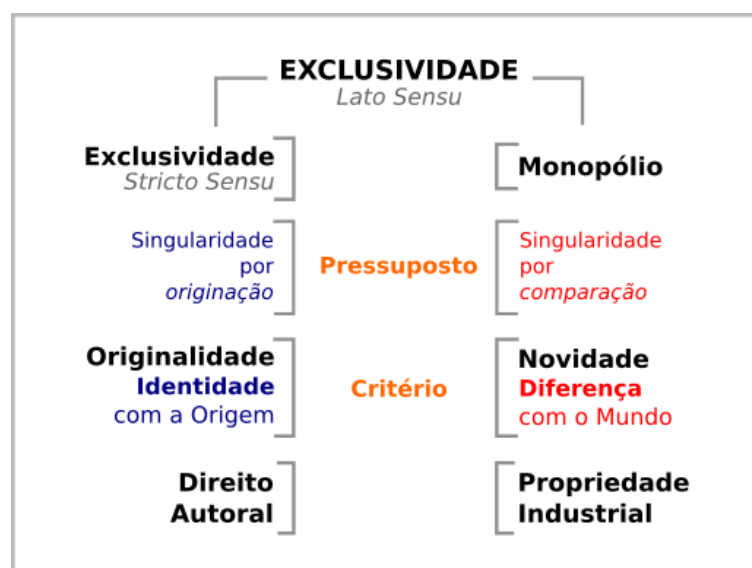 EXCLUSIVIDADE
Lato Sensu
Exclusividade
Stricto Sensu
Monopólio
Singularidade
por
originação
Pressuposto
Singularidade
por
comparação
Originalidade
Identidade
com a Origem
Critério
Novidade
Diferença
com o Mundo
Direito
Autoral
Propriedade
Industrial